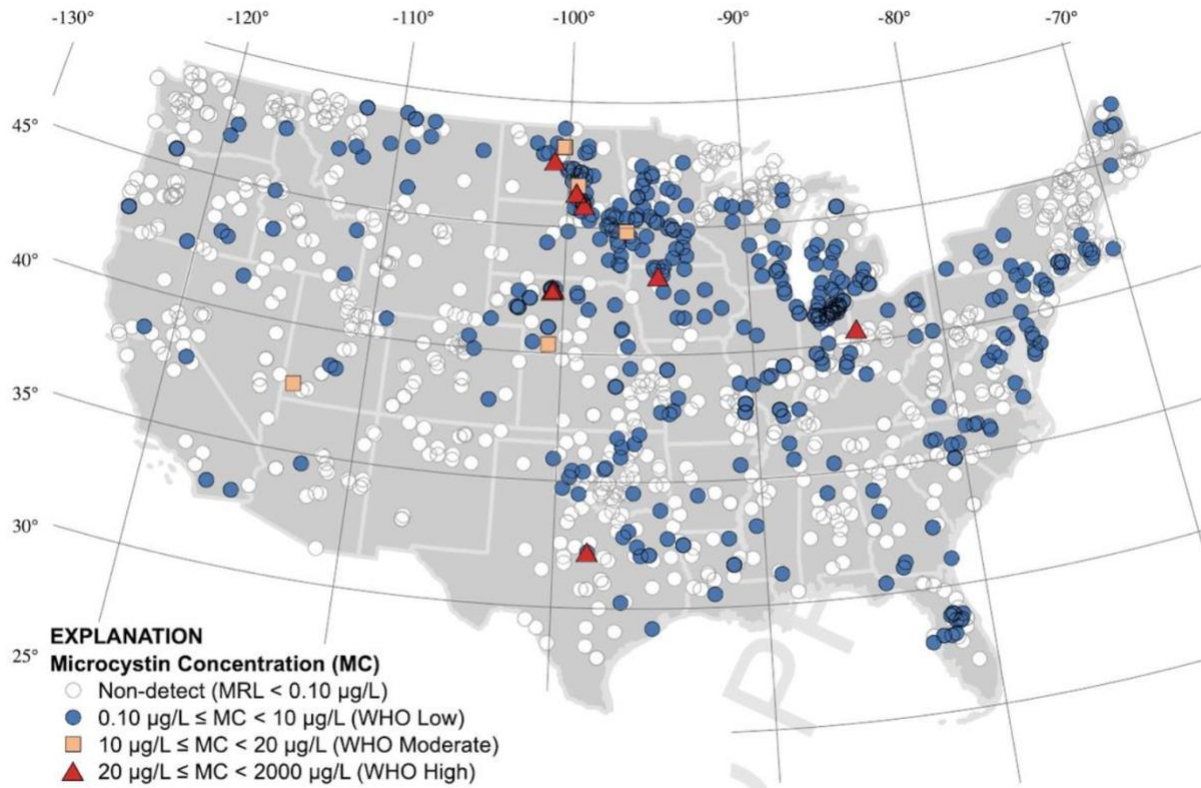 -130° -120° -110° -100° -90° -80° -70°
45°
40°
35°
30°
25°
EXPLANATION
Microcystin Concentration (MC)
Non-detect (MRL < 0.10 µg/L)
0.10 µg/L ≤ MC < 10 µg/L (WHO Low)
10 µg/L ≤ MC < 20 µg/L (WHO Moderate)
20 µg/L ≤ MC < 2000 µg/L (WHO High)